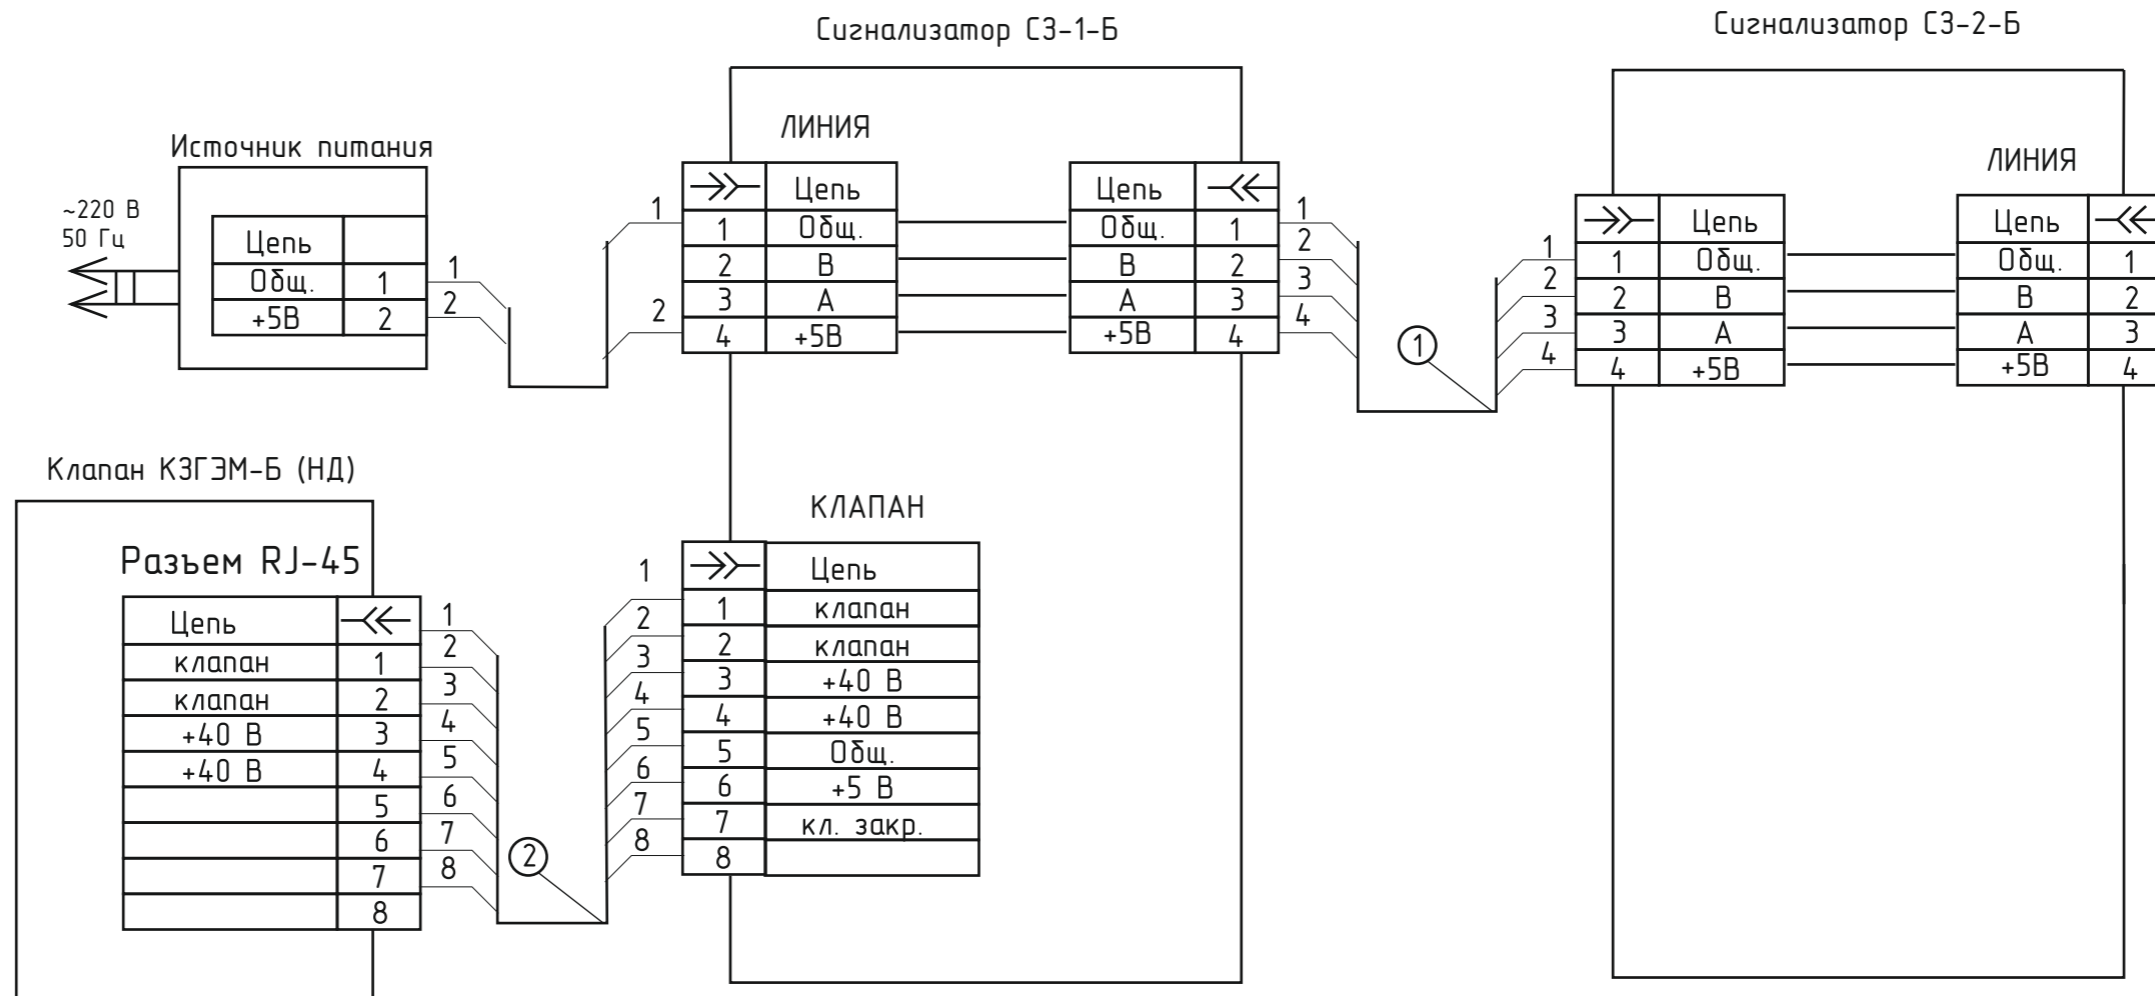 Сигнализатор СЗ-1-Б
Сигнализатор СЗ-2-Б
Источник питания
~220 В
50 Гц
Цепь
Общ. 1
+5В 2
1
2
1
2
ЛИНИЯ
Цепь
1 Общ.
2 В
3 А
4 +5В
Цепь
Общ. 1
В 2
А 3
+5В 4
1
2
3
4
1
1
2
3
4
ЛИНИЯ
Цепь
1 Общ.
2 В
3 А
4 +5В
Цепь
Общ. 1
В 2
А 3
+5В 4
Клапан КЗГЭМ-Б (НД)
Разъем RJ-45
Цепь
клапан 1
клапан 2
+40 В 3
+40 В 4
5
6
7
8
1
2
3
4
5
6
7
8
2
1
2
3
4
5
6
7
8
КЛАПАН
Цепь
1 клапан
2 клапан
3 +40 В
4 +40 В
5 Общ.
6 +5 В
7 кл. закр.
8